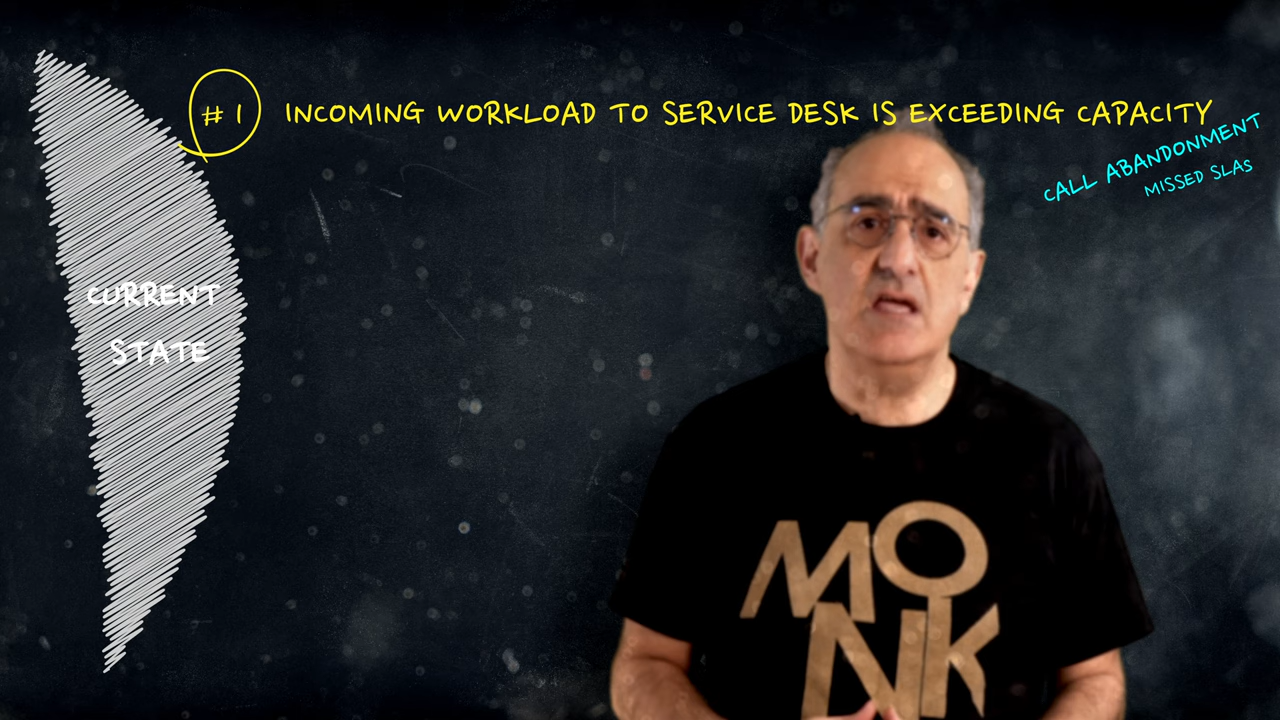 # 1 INCOMING WORKLOAD TO SERVICE DESK IS EXCEEDING CAPACITY
CALL ABANDONMENT
MISSED SLAS
CURRENT
STATE
MO
NK